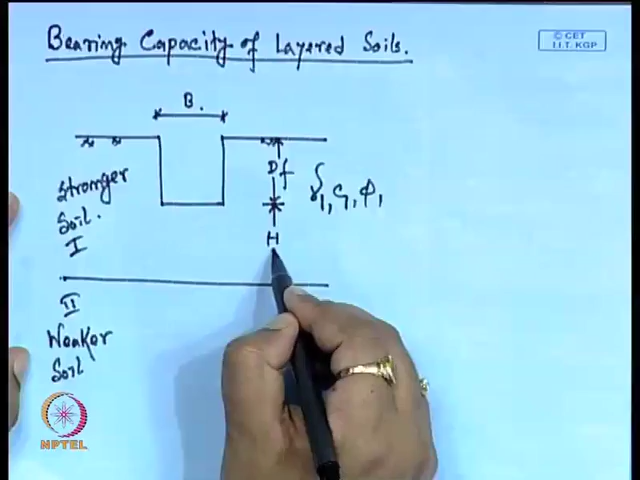 Bearing Capacity of Layered Soils.
© CET
I.I.T. KGP
B.
Df
Stronger
Soil.
I
γ1, C1, φ1
H
II
Weaker
Soil
NPTEL